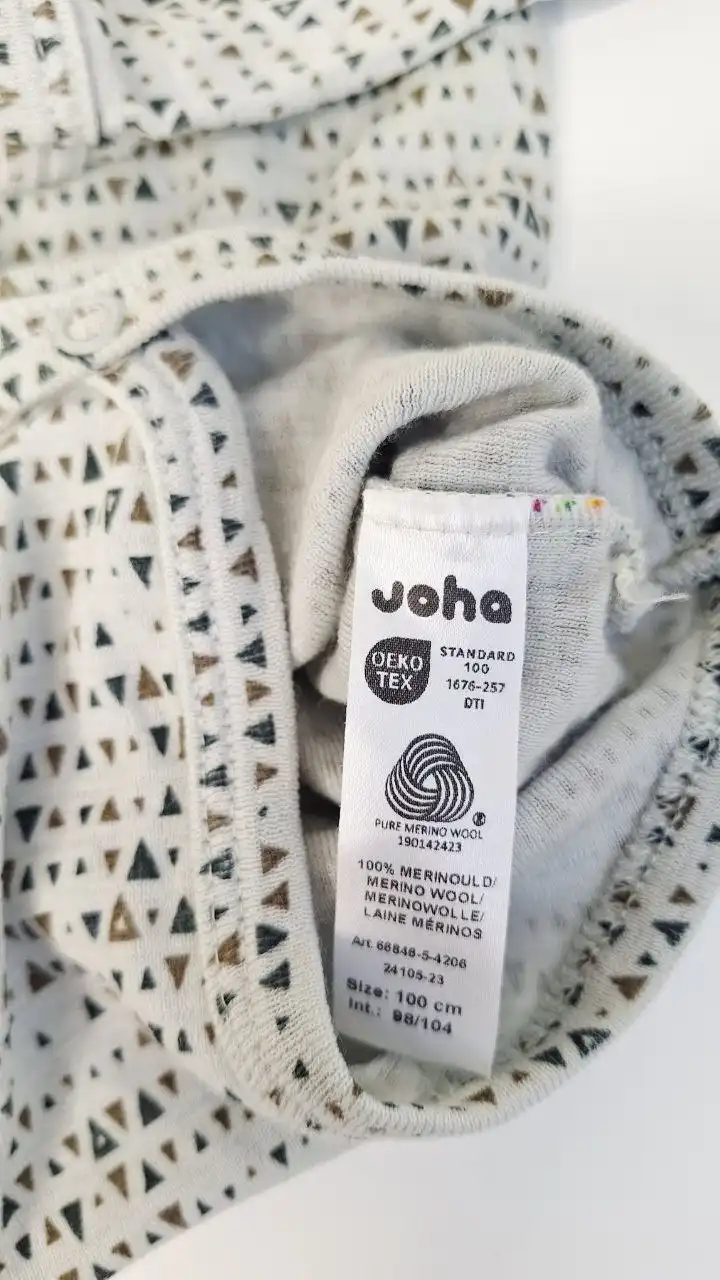 Joha
OEKO
TEX
STANDARD
100
1676-257
DTI
PURE MERINO WOOL
190142423
100% MERINOULD/
MERINO WOOL/
MERINOWOLLE/
LAINE MÉRINOS
Art. 66848-5-4206
24105-23
Size: 100 cm
Int.: 98/104